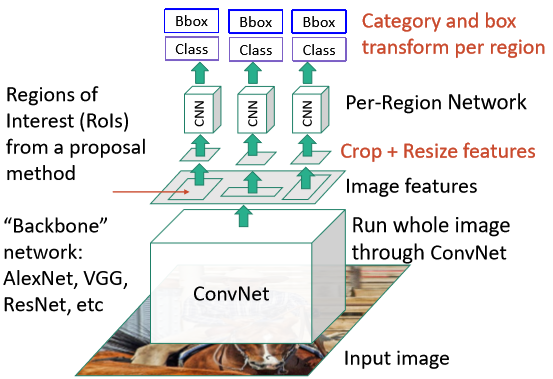 Bbox
Bbox
Bbox
Class
Class
Class
Category and box
transform per region
Regions of
Interest (RoIs)
from a proposal
method
CNN
CNN
CNN
Per-Region Network
Crop + Resize features
Image features
“Backbone”
network:
AlexNet, VGG,
ResNet, etc
ConvNet
Run whole image
through ConvNet
Input image